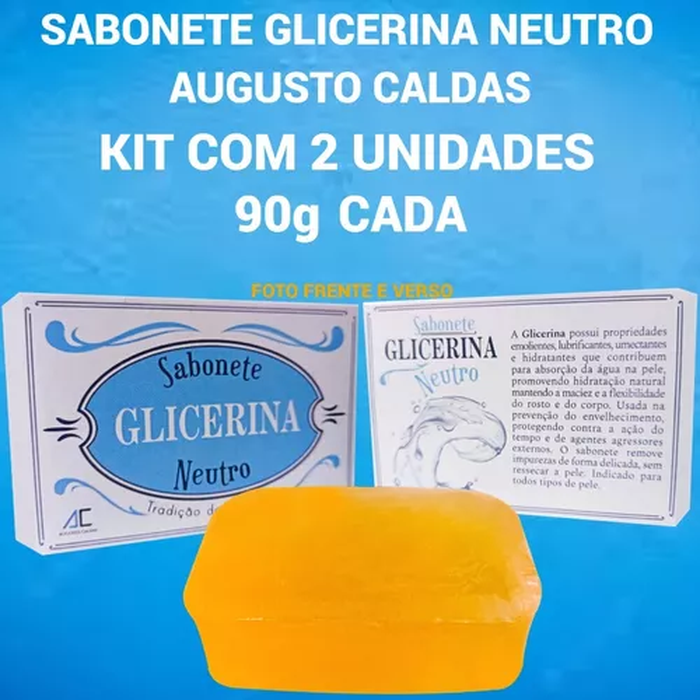 SABONETE GLICERINA NEUTRO
AUGUSTO CALDAS
KIT COM 2 UNIDADES
90g CADA
FOTO FRENTE E VERSO
Sabonete
GLICERINA
Neutro
Tradição d
AC
AUGUSTO CALDAS
Sabonete
GLICERINA
Neutro
A Glicerina possui propriedades
emolientes, lubrificantes, umectantes
e hidratantes que contribuem
para absorção da água na pele,
promovendo hidratação natural
mantendo a maciez e a flexibilidade
do rosto e do corpo. Usada na
prevenção do envelhecimento,
protegendo contra a ação do
tempo e de agentes agressores
externos. O sabonete remove
impurezas de forma delicada, sem
ressecar a pele. Indicado para
todos tipos de pele.